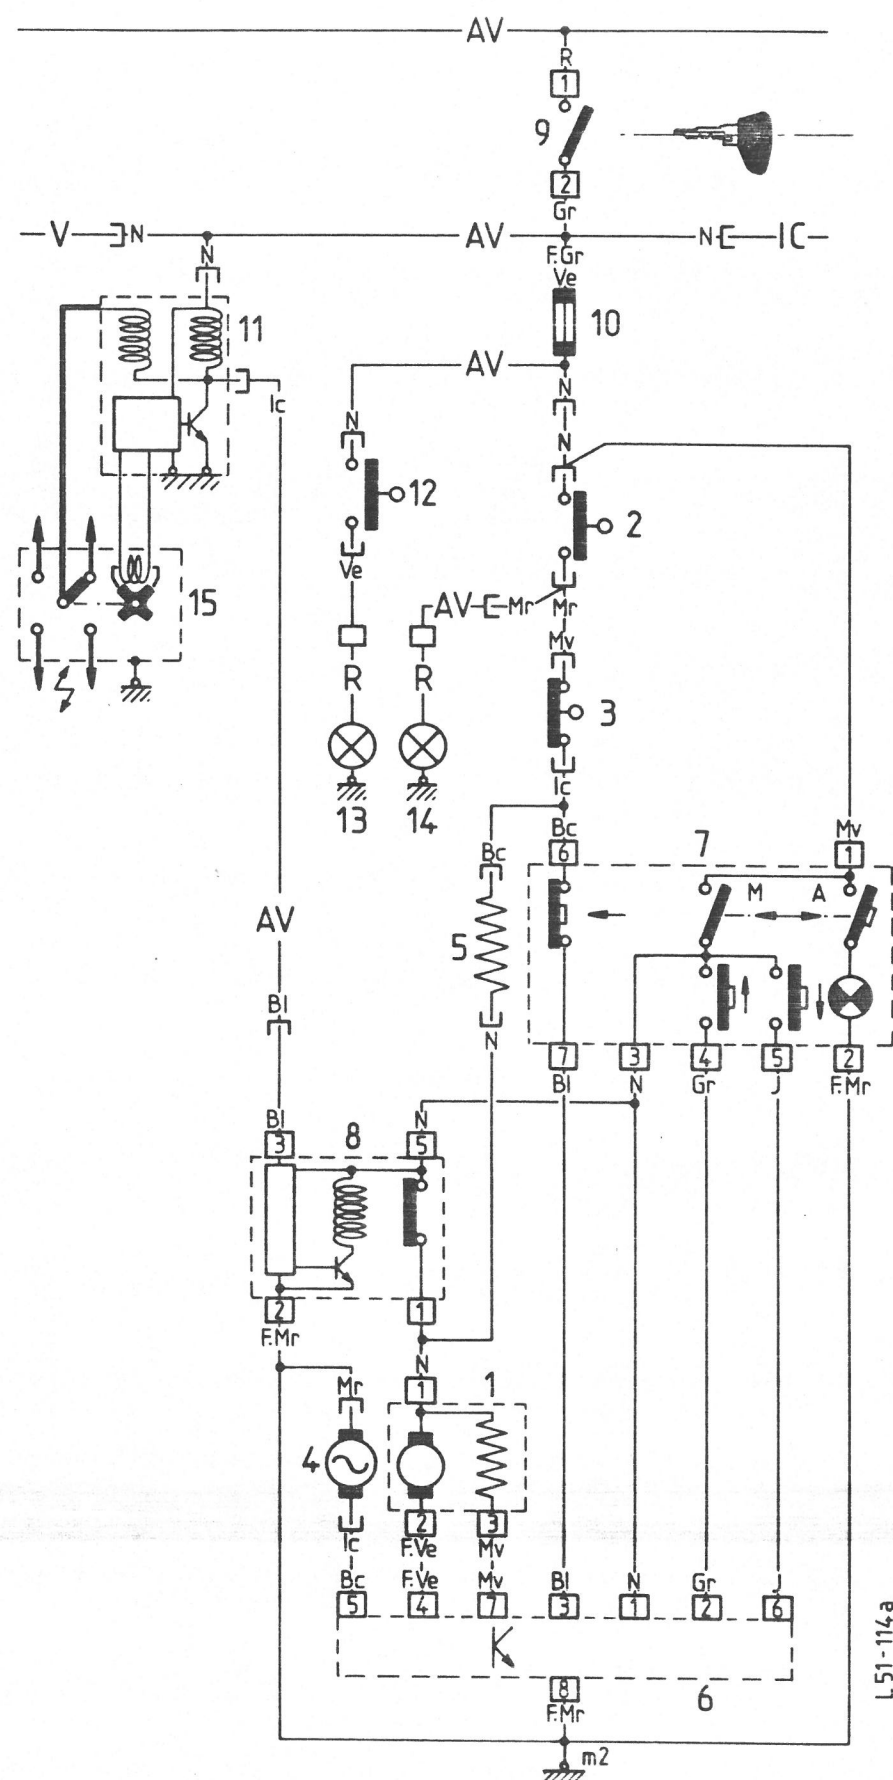 AV
R
1
9
2
Gr
V N AV N IC
N
F.Gr
Ve
11
10
AV
Ic
N
N
N
12
2
Ve
AV Mr Mr
15
Mv
R
R
3
13
14
Ic
Bc
Mv
Bc
6
7
1
M A
AV
5
Bl
N
7
3
4
5
2
Bl
N
Gr
J
F.Mr
Bl
N
3
8
5
2
1
F.Mr
N
1
Mr
1
4
2
3
Ic
F.Ve
Mv
Bc
F.Ve
Mv
Bl
N
Gr
J
5
4
7
3
1
2
6
8
6
F.Mr
m2
L51-114a